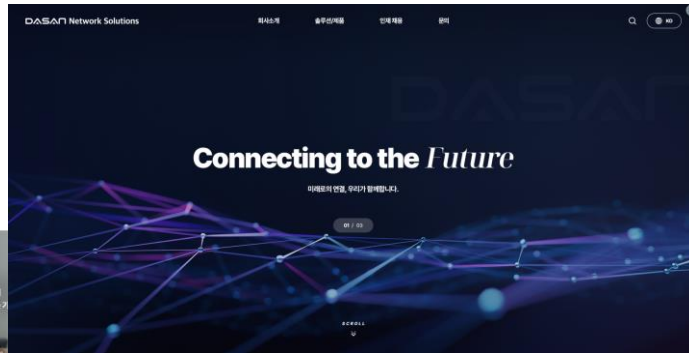 DASAN Network Solutions
회사소개
솔루션/제품
인재 채용
문의
KO
DASAN
Connecting to the Future
미래로의 연결, 우리가 함께합니다.
01 / 03
SCROLL